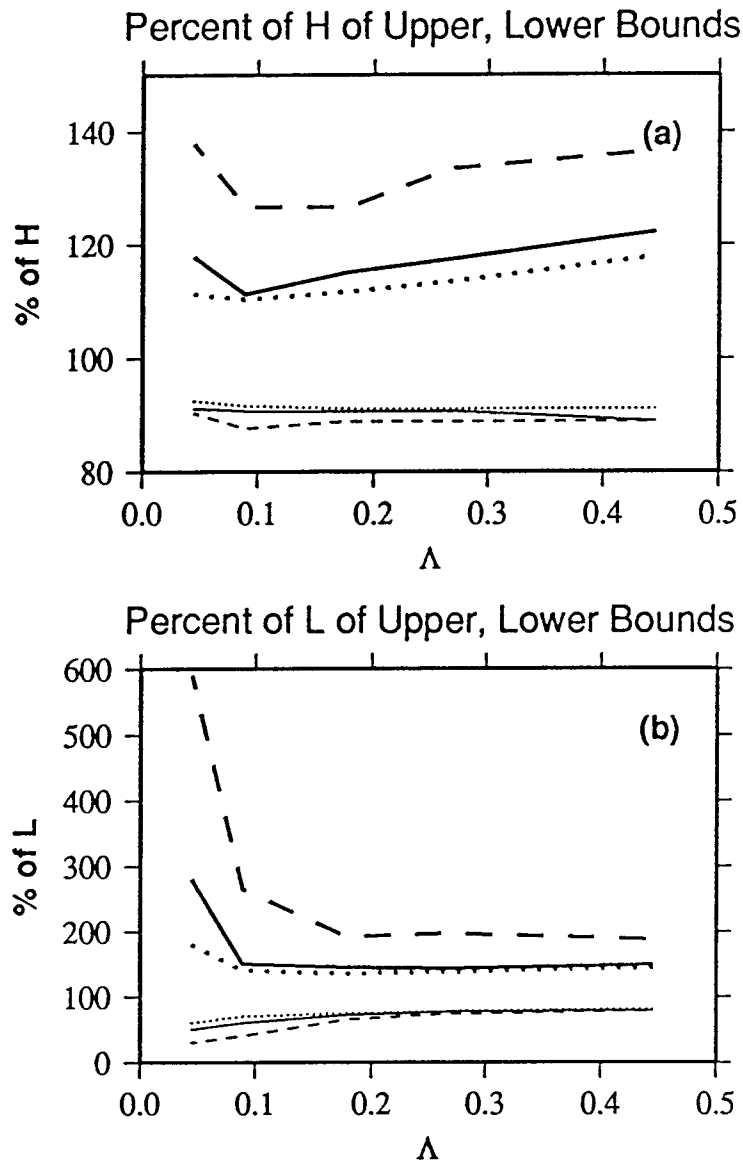 Percent of H of Upper, Lower Bounds
(a)
140
120
100
80
% of H
0.0 0.1 0.2 0.3 0.4 0.5
Λ
Percent of L of Upper, Lower Bounds
(b)
600
500
400
300
200
100
0
% of L
0.0 0.1 0.2 0.3 0.4 0.5
Λ